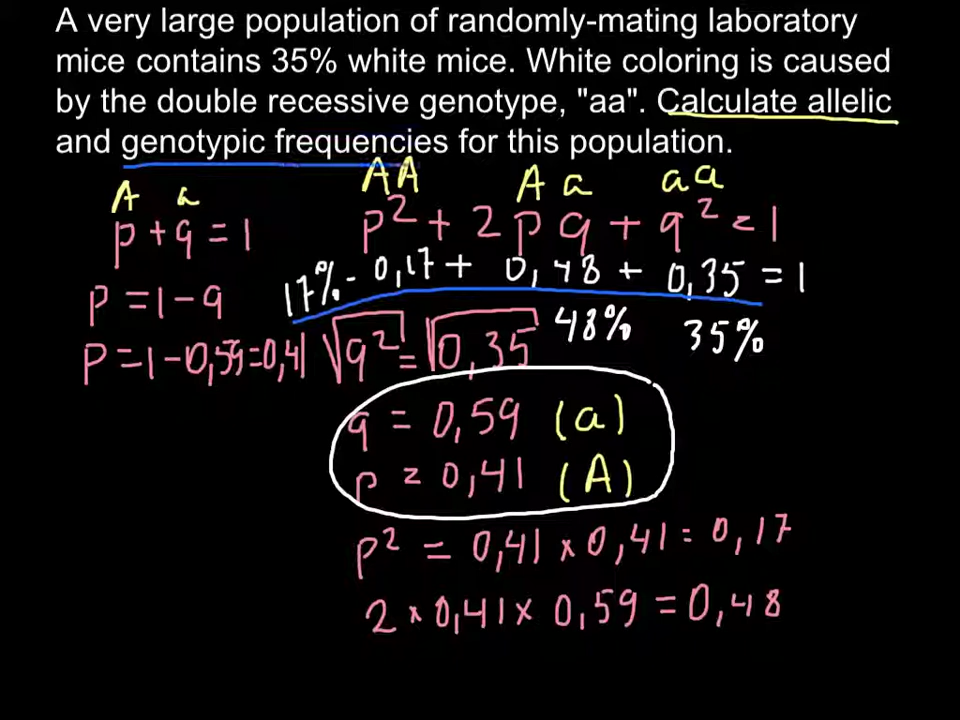 A very large population of randomly-mating laboratory
mice contains 35% white mice. White coloring is caused
by the double recessive genotype, "aa". Calculate allelic
and genotypic frequencies for this population.
A a AA A a a a
p + q = 1 p² + 2 p q + q² = 1
17% - 0,17 + 0,48 + 0,35 = 1
p = 1 - q 48% 35%
p = 1 - 0,59 = 0,41 √q² = √0,35
q = 0,59 (a)
p = 0,41 (A)
p² = 0,41 × 0,41 = 0,17
2 × 0,41 × 0,59 = 0,48